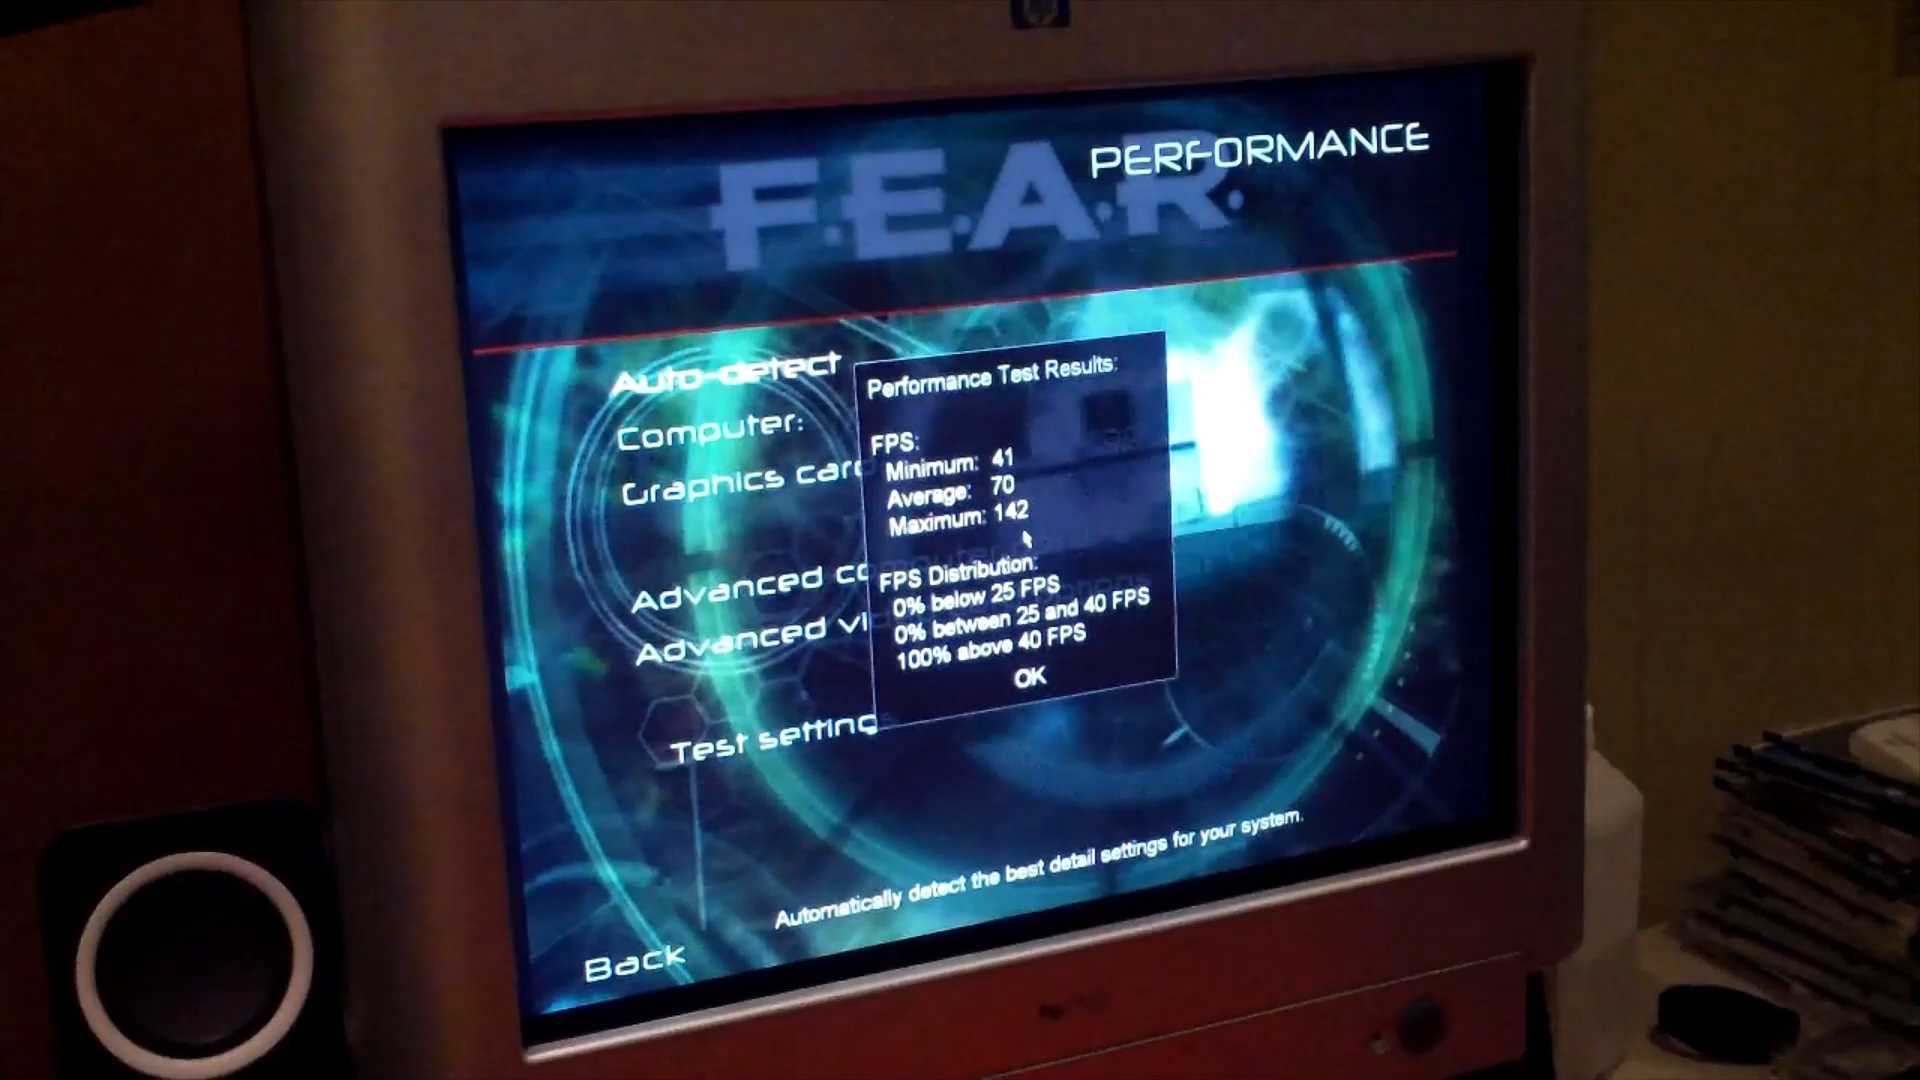 F.E.A.R.
PERFORMANCE
Auto-detect
Computer:
Graphics card
Advanced co
Advanced vi
Test setting
Performance Test Results:
FPS:
Minimum: 41
Average: 70
Maximum: 142
FPS Distribution:
0% below 25 FPS
0% between 25 and 40 FPS
100% above 40 FPS
OK
Automatically detect the best detail settings for your system.
Back